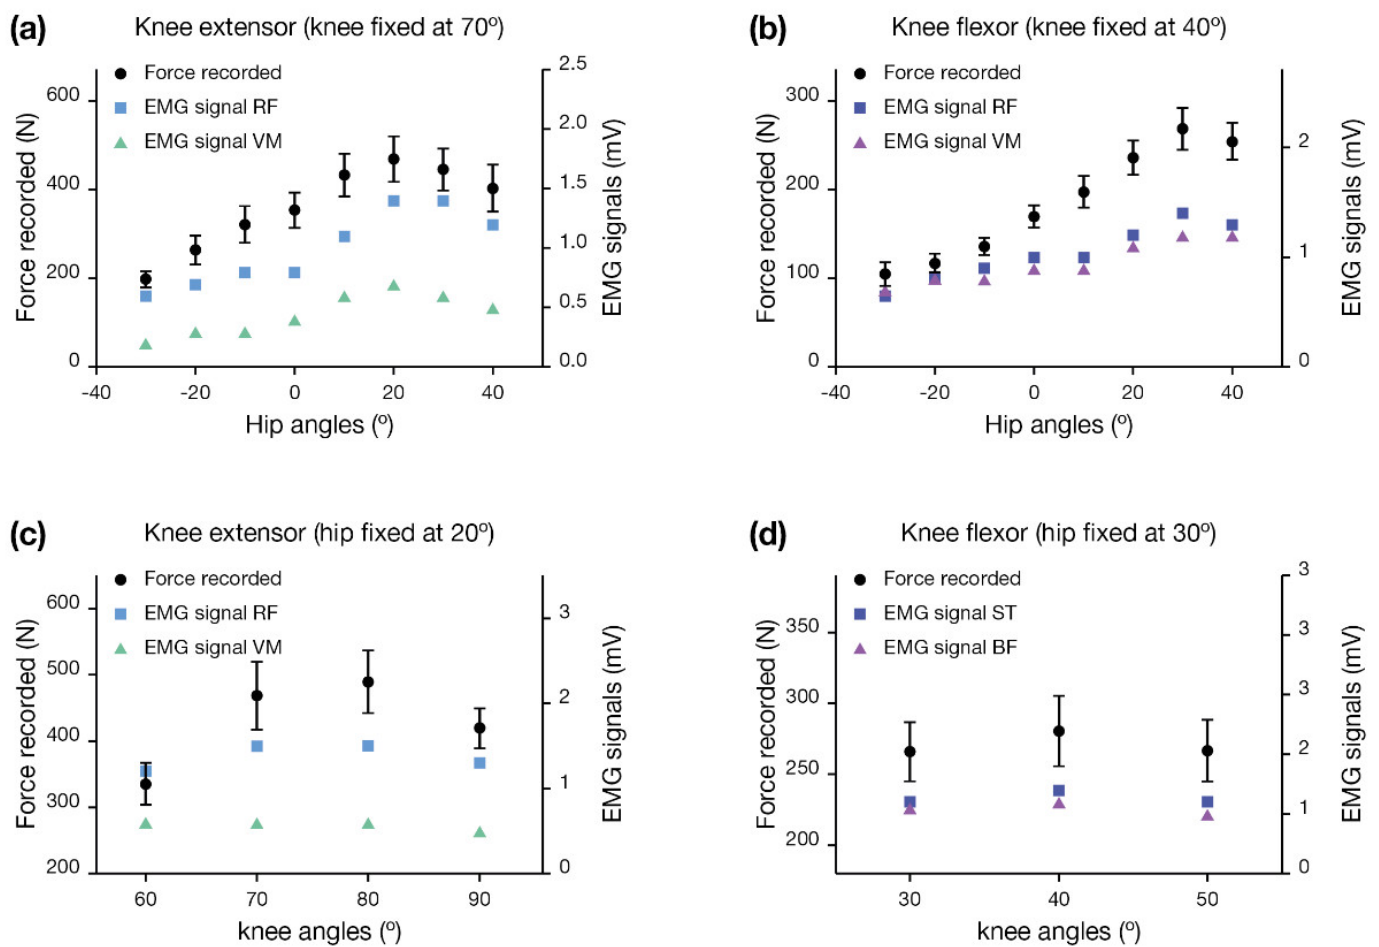 (a) Knee extensor (knee fixed at 70º)
Force recorded
EMG signal RF
EMG signal VM
Force recorded (N)
600
400
200
0
2.5
2.0
1.5
1.0
0.5
0.0
EMG signals (mV)
-40 -20 0 20 40
Hip angles (º)
(b) Knee flexor (knee fixed at 40º)
Force recorded
EMG signal RF
EMG signal VM
Force recorded (N)
300
200
100
0
2
1
0
EMG signals (mV)
-40 -20 0 20 40
Hip angles (º)
(c) Knee extensor (hip fixed at 20º)
Force recorded
EMG signal RF
EMG signal VM
Force recorded (N)
600
500
400
300
200
3
2
1
0
EMG signals (mV)
60 70 80 90
knee angles (º)
(d) Knee flexor (hip fixed at 30º)
Force recorded
EMG signal ST
EMG signal BF
Force recorded (N)
350
300
250
200
3
3
3
2
1
0
EMG signals (mV)
30 40 50
knee angles (º)